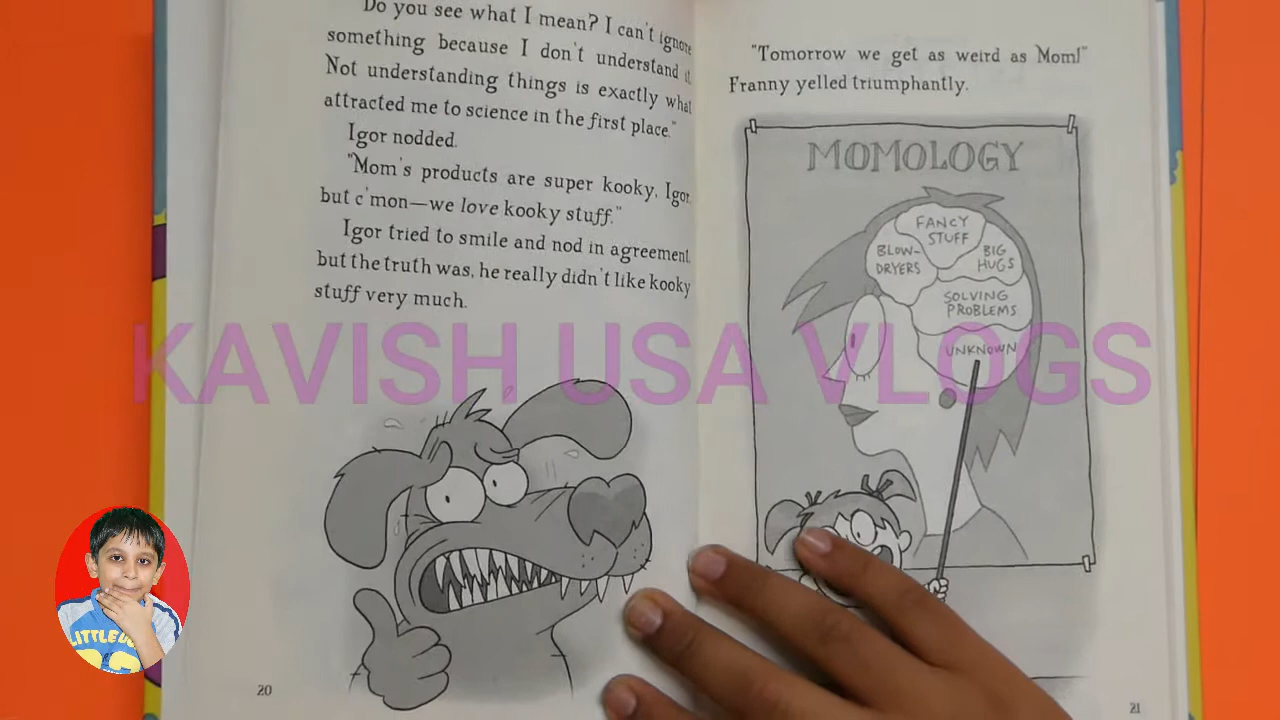 "Do you see what I mean? I can't ignore
something because I don't understand it.
Not understanding things is exactly what
attracted me to science in the first place."
Igor nodded.
"Mom's products are super kooky, Igor,
but c'mon—we love kooky stuff."
Igor tried to smile and nod in agreement,
but the truth was, he really didn't like kooky
stuff very much.
20
"Tomorrow we get as weird as Mom!"
Franny yelled triumphantly.
MOMOLOGY
FANCY
STUFF
BLOW-
DRYERS
BIG
HUGS
SOLVING
PROBLEMS
UNKNOWN
21
KAVISH USA VLOGS